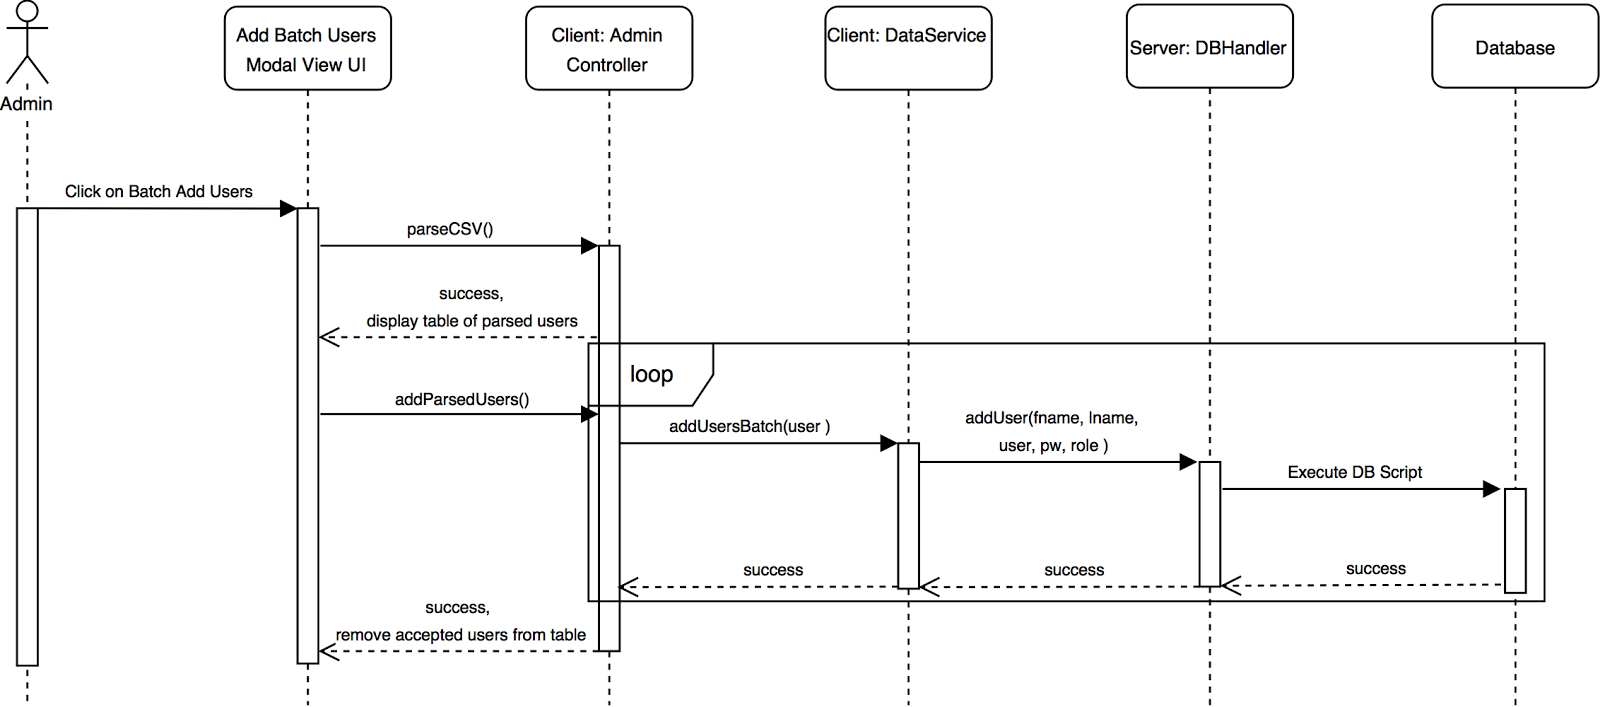 Admin
Add Batch Users
Modal View UI
Client: Admin
Controller
Client: DataService
Server: DBHandler
Database
Click on Batch Add Users
parseCSV()
success,
display table of parsed users
loop
addParsedUsers()
addUsersBatch(user )
addUser(fname, lname,
user, pw, role )
Execute DB Script
success
success
success
success,
remove accepted users from table